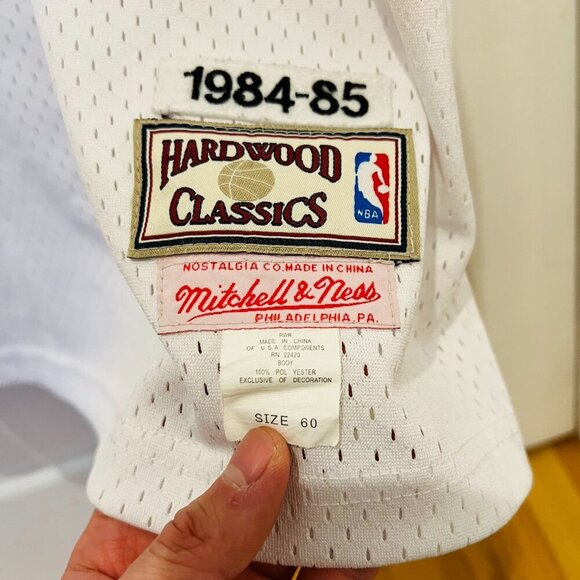 1984-85
HARDWOOD
CLASSICS
NBA
NOSTALGIA CO. MADE IN CHINA
Mitchell & Ness
PHILADELPHIA, PA.
PWR
MADE IN CHINA
OF U S A COMPONENTS
RN 22420
BODY
100% POLYESTER
EXCLUSIVE OF DECORATION
SIZE 60